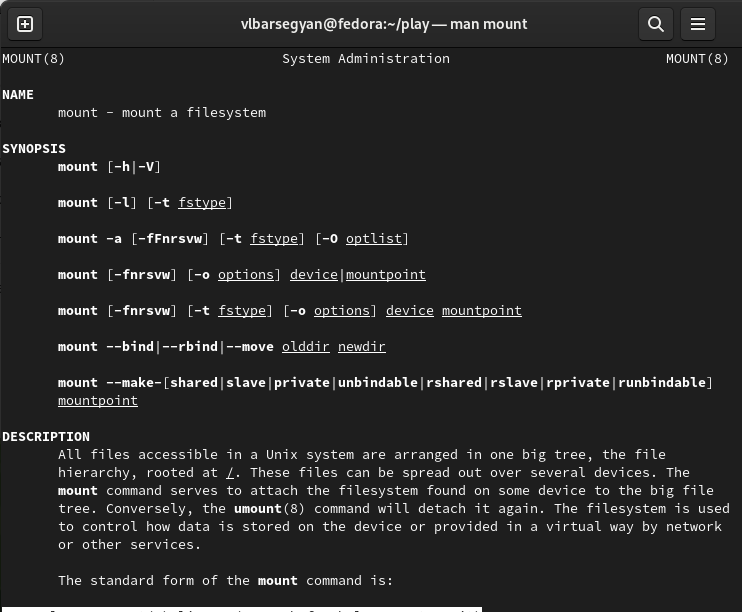 vlbarsegyan@fedora:~/play — man mount
MOUNT(8) System Administration MOUNT(8)
NAME
mount - mount a filesystem
SYNOPSIS
mount [-h|-V]
mount [-l] [-t fstype]
mount -a [-fFnrsvw] [-t fstype] [-O optlist]
mount [-fnrsvw] [-o options] device|mountpoint
mount [-fnrsvw] [-t fstype] [-o options] device mountpoint
mount --bind|--rbind|--move olddir newdir
mount --make-[shared|slave|private|unbindable|rshared|rslave|rprivate|runbindable]
mountpoint
DESCRIPTION
All files accessible in a Unix system are arranged in one big tree, the file
hierarchy, rooted at /. These files can be spread out over several devices. The
mount command serves to attach the filesystem found on some device to the big file
tree. Conversely, the umount(8) command will detach it again. The filesystem is used
to control how data is stored on the device or provided in a virtual way by network
or other services.
The standard form of the mount command is: